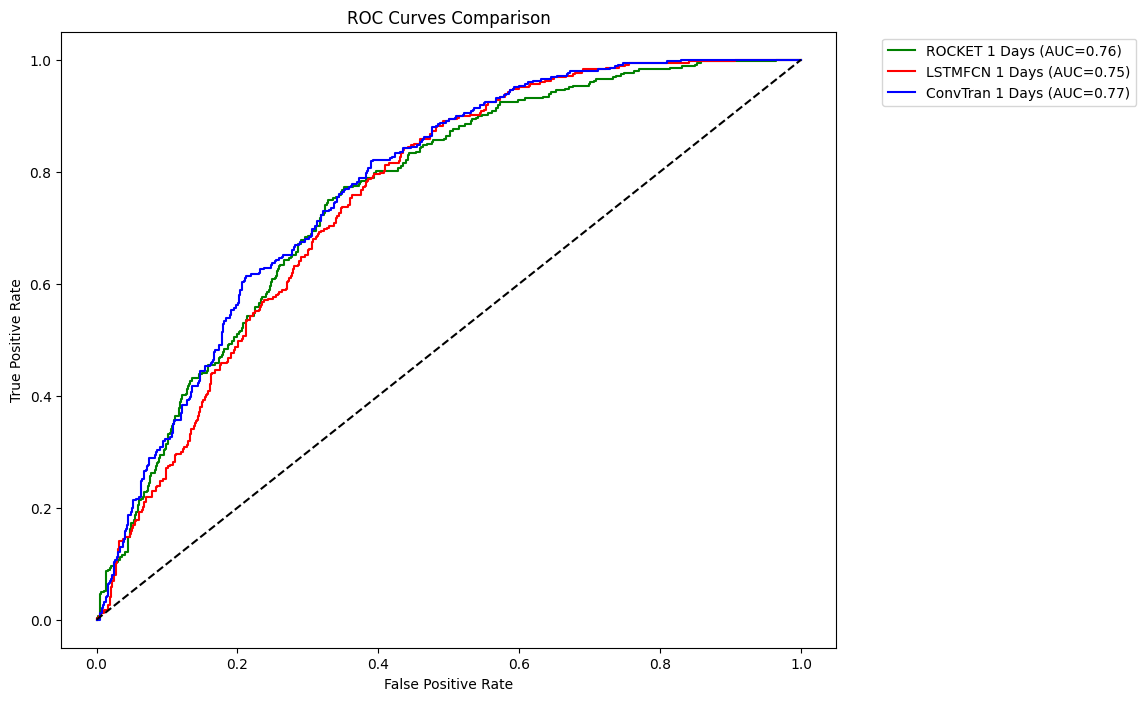 ROC Curves Comparison
ROCKET 1 Days (AUC=0.76)
LSTMFCN 1 Days (AUC=0.75)
ConvTran 1 Days (AUC=0.77)
True Positive Rate
1.0
0.8
0.6
0.4
0.2
0.0
0.0 0.2 0.4 0.6 0.8 1.0
False Positive Rate